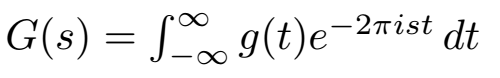 G(s) = ∫_{-∞}^{∞} g(t)e^{-2πist} dt